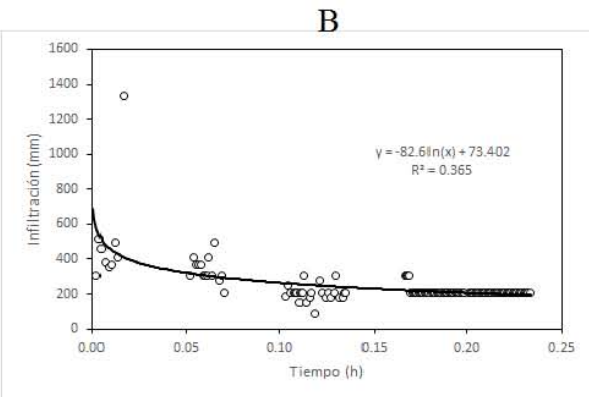 B
1600
1400
1200
1000
800
600
400
200
0
Infiltración (mm)
y = -82.6ln(x) + 73.402
R² = 0.365
0.00 0.05 0.10 0.15 0.20 0.25
Tiempo (h)